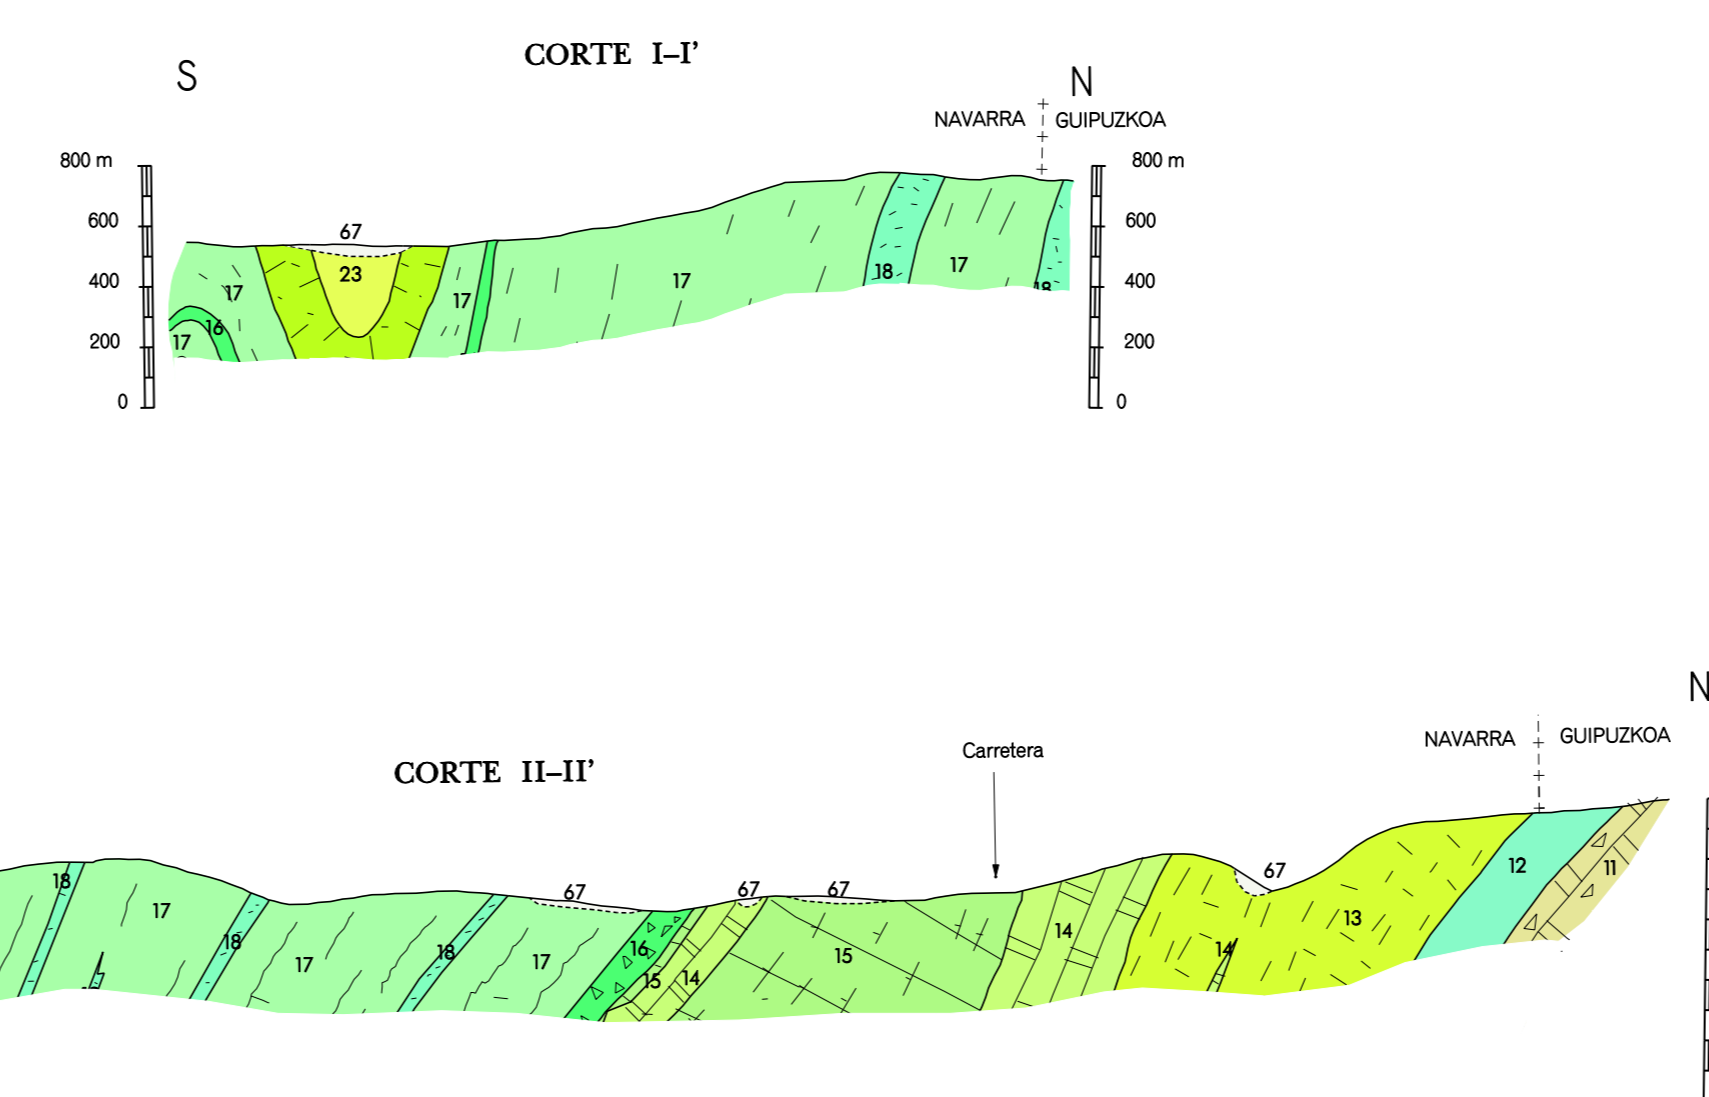 CORTE I–I’
S
N
NAVARRA GUIPUZKOA
800 m 800 m
600 67 600
400 23 17 18 17 400
17 17 18
16
17
200 200
0 0
N
NAVARRA GUIPUZKOA
Carretera
CORTE II–II’
18 67 67 67 67
17 12 11
18 18 17 17 16 15 14 15 14 14 13